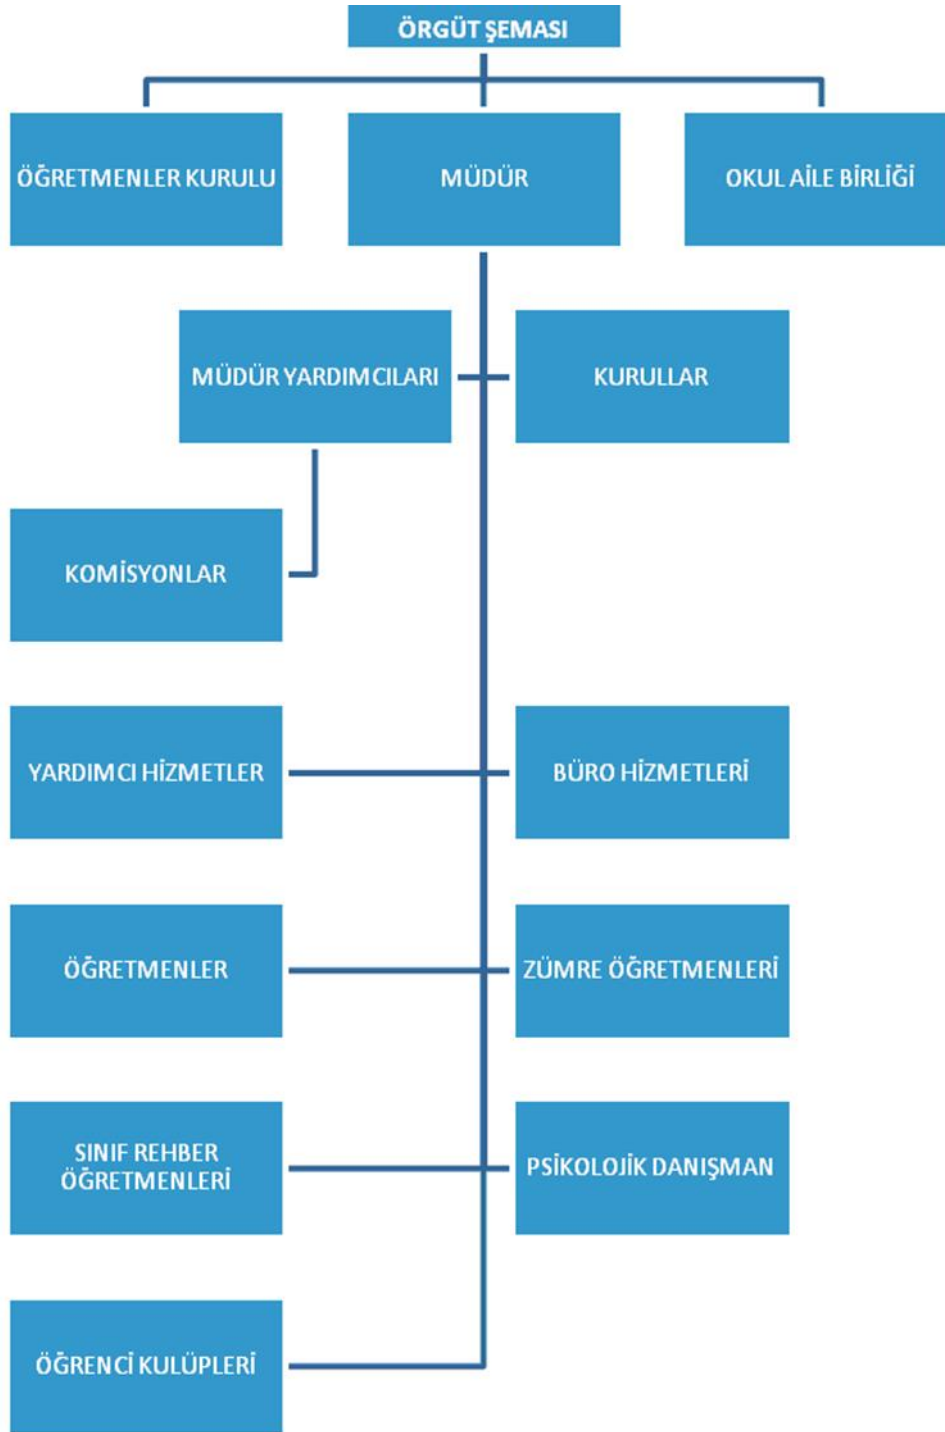 ÖRGÜT ŞEMASI
ÖĞRETMENLER KURULU
MÜDÜR
OKUL AİLE BİRLİĞİ
MÜDÜR YARDIMCILARI
KURULLAR
KOMİSYONLAR
YARDIMCI HİZMETLER
BÜRO HİZMETLERİ
ÖĞRETMENLER
ZÜMRE ÖĞRETMENLERİ
SINIF REHBER
ÖĞRETMENLERİ
PSİKOLOJİK DANIŞMAN
ÖĞRENCİ KULÜPLERİ